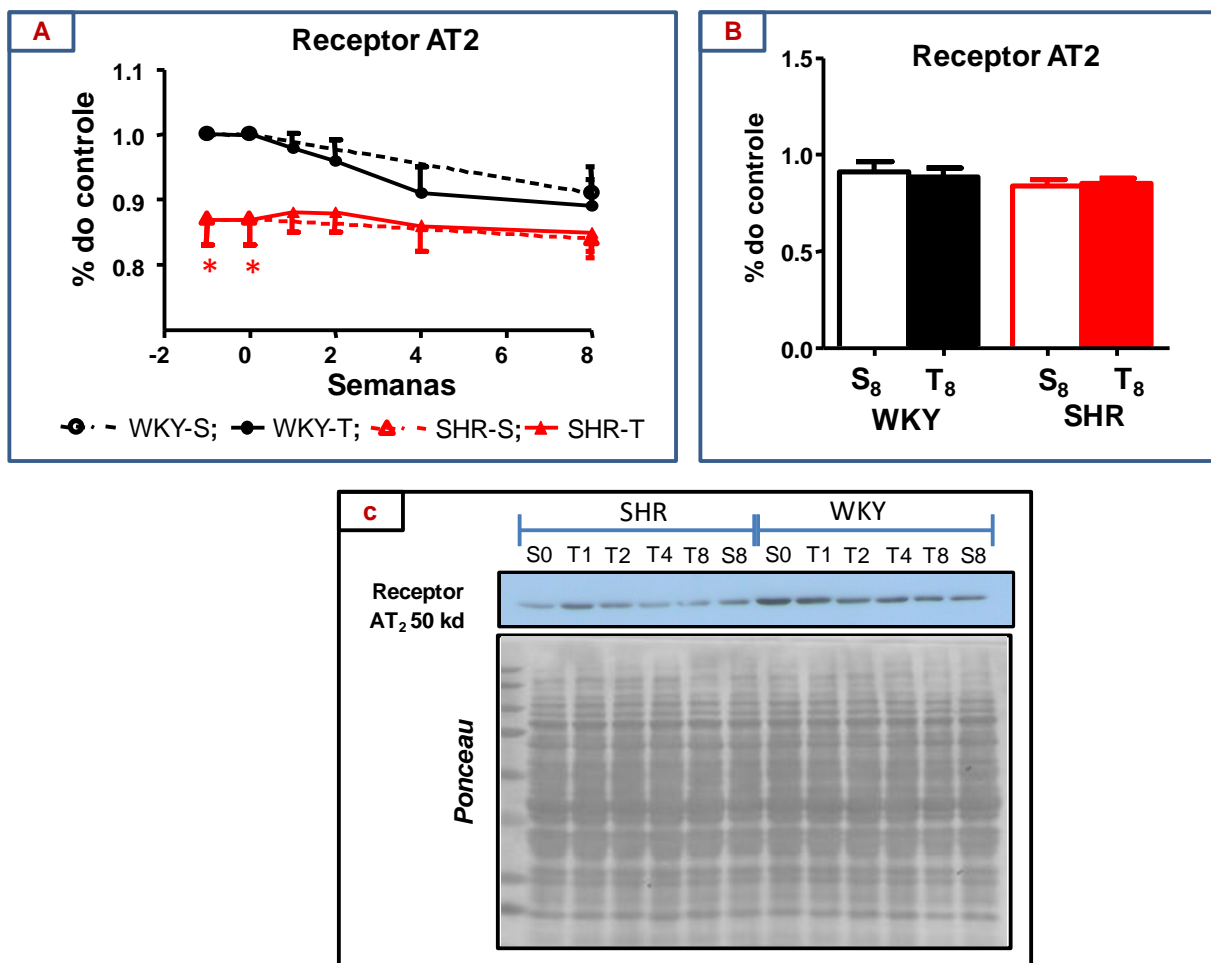 A
Receptor AT2
% do controle
1.1
1.0
0.9
0.8
-2 0 2 4 6 8
Semanas
* *
WKY-S; WKY-T; SHR-S; SHR-T
B
Receptor AT2
% do controle
1.5
1.0
0.5
0.0
S8 T8 S8 T8
WKY SHR
c
SHR WKY
S0 T1 T2 T4 T8 S8 S0 T1 T2 T4 T8 S8
Receptor
AT2 50 kd
Ponceau